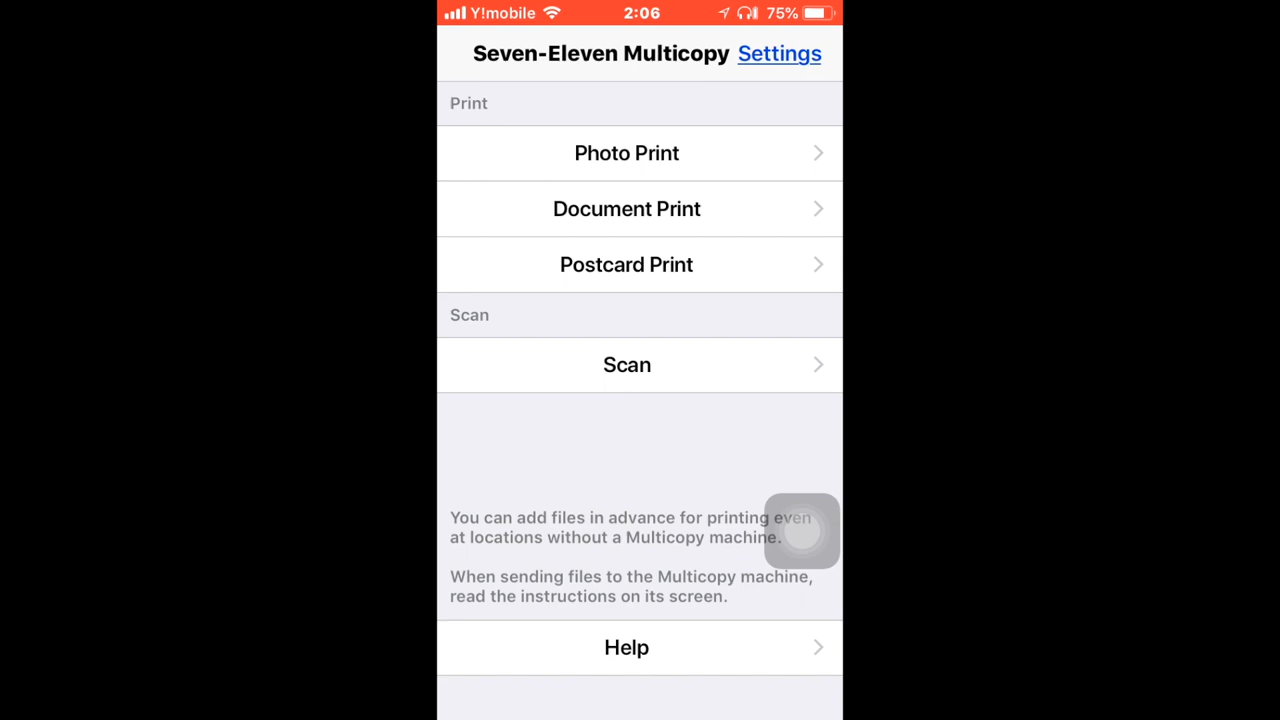 Y!mobile 2:06 75%
Seven-Eleven Multicopy Settings
Print
Photo Print
Document Print
Postcard Print
Scan
Scan
You can add files in advance for printing even
at locations without a Multicopy machine.
When sending files to the Multicopy machine,
read the instructions on its screen.
Help